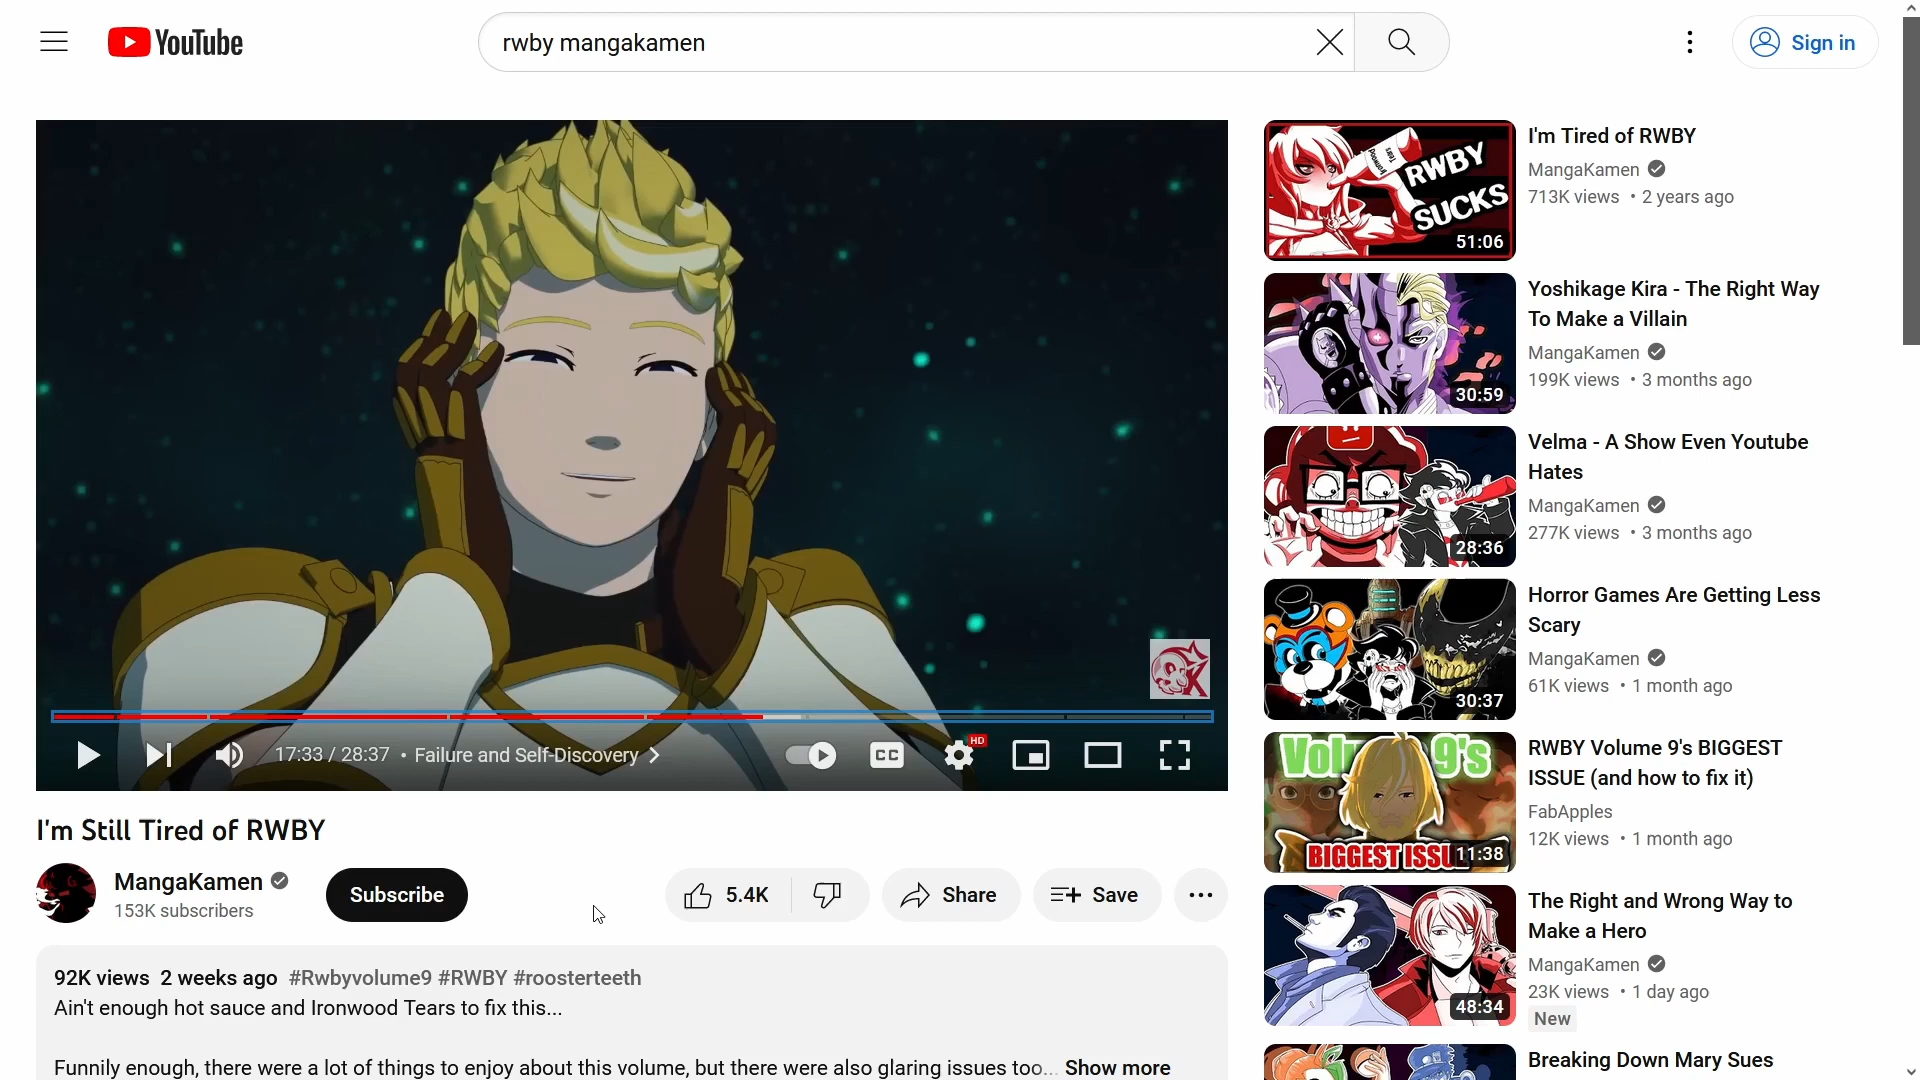 YouTube
rwby mangakamen
Sign in
17:33 / 28:37 • Failure and Self-Discovery
CC
HD
I'm Still Tired of RWBY
MangaKamen
153K subscribers
Subscribe
5.4K
Share
Save
92K views 2 weeks ago #Rwbyvolume9 #RWBY #roosterteeth
Ain't enough hot sauce and Ironwood Tears to fix this...
Funnily enough, there were a lot of things to enjoy about this volume, but there were also glaring issues too... Show more
RWBY
SUCKS
51:06
I'm Tired of RWBY
MangaKamen
713K views • 2 years ago
30:59
Yoshikage Kira - The Right Way
To Make a Villain
MangaKamen
199K views • 3 months ago
28:36
Velma - A Show Even Youtube
Hates
MangaKamen
277K views • 3 months ago
30:37
Horror Games Are Getting Less
Scary
MangaKamen
61K views • 1 month ago
9's
BIGGEST
11:38
RWBY Volume 9's BIGGEST
ISSUE (and how to fix it)
FabApples
12K views • 1 month ago
48:34
The Right and Wrong Way to
Make a Hero
MangaKamen
23K views • 1 day ago
New
Breaking Down Mary Sues